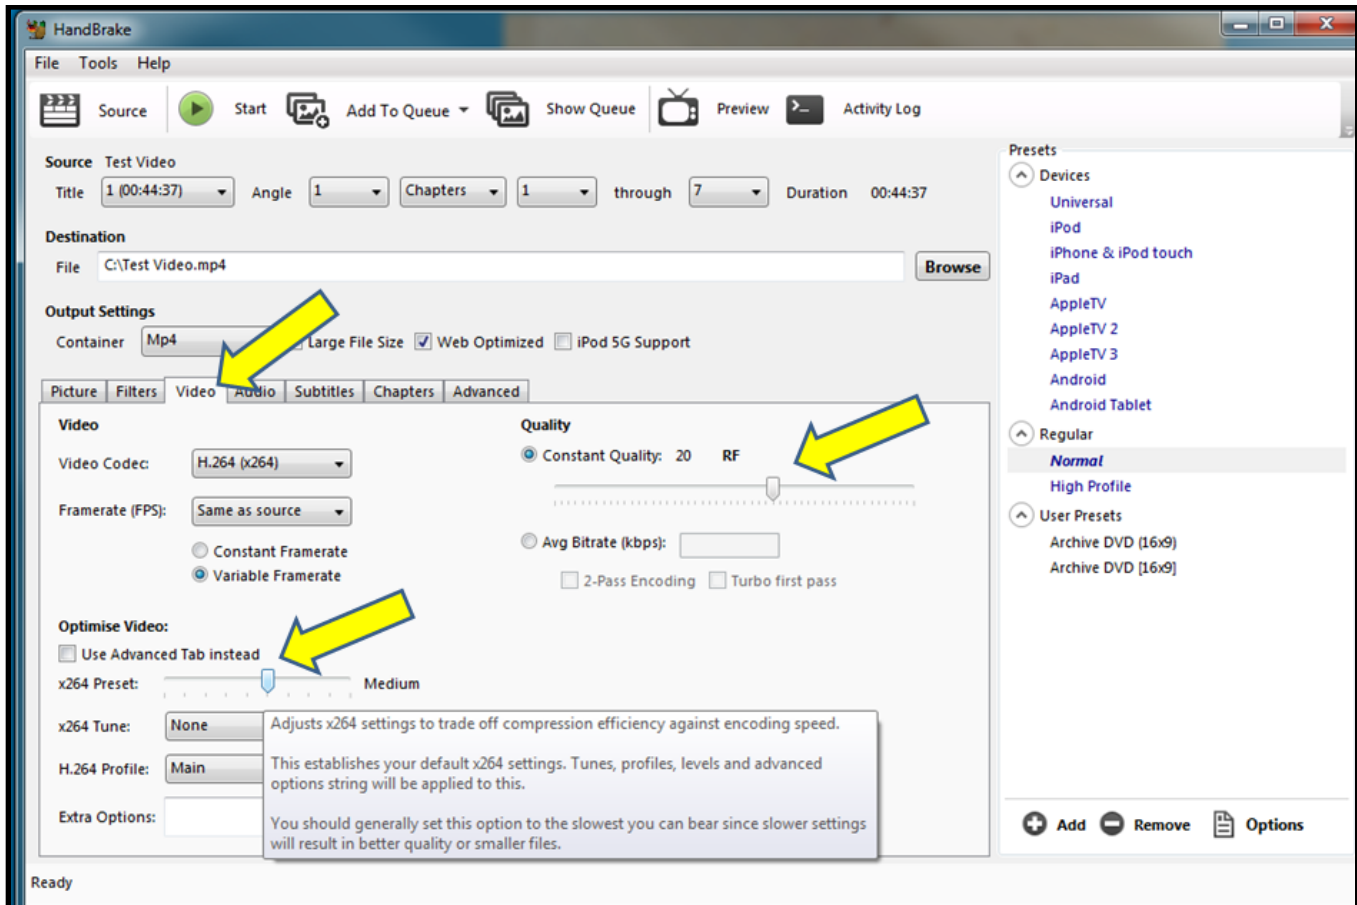 HandBrake
File Tools Help
Source Start Add To Queue Show Queue Preview Activity Log
Source Test Video
Title 1 (00:44:37) Angle 1 Chapters 1 through 7 Duration 00:44:37
Destination
File C:\Test Video.mp4 Browse
Output Settings
Container Mp4 Large File Size Web Optimized iPod 5G Support
Picture Filters Video Audio Subtitles Chapters Advanced
Video
Video Codec: H.264 (x264)
Framerate (FPS): Same as source
Constant Framerate
Variable Framerate
Quality
Constant Quality: 20 RF
Avg Bitrate (kbps):
2-Pass Encoding Turbo first pass
Optimise Video:
Use Advanced Tab instead
x264 Preset: Medium
x264 Tune: None
H.264 Profile: Main
Extra Options:
Adjusts x264 settings to trade off compression efficiency against encoding speed.
This establishes your default x264 settings. Tunes, profiles, levels and advanced
options string will be applied to this.
You should generally set this option to the slowest you can bear since slower settings
will result in better quality or smaller files.
Presets
Devices
Universal
iPod
iPhone & iPod touch
iPad
AppleTV
AppleTV 2
AppleTV 3
Android
Android Tablet
Regular
Normal
High Profile
User Presets
Archive DVD (16x9)
Archive DVD [16x9]
Add Remove Options
Ready